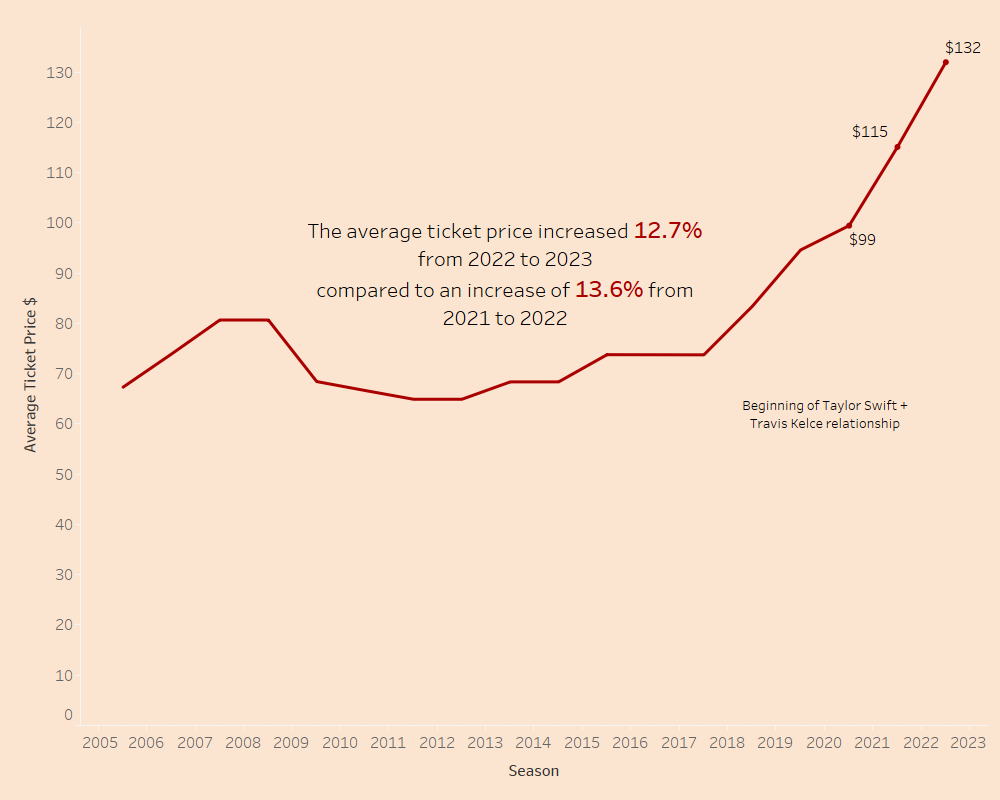 $132
130
120
$115
110
100
The average ticket price increased 12.7%
from 2022 to 2023
compared to an increase of 13.6% from
2021 to 2022
$99
90
80
70
60
50
40
30
20
10
0
Average Ticket Price $
Beginning of Taylor Swift +
Travis Kelce relationship
2005 2006 2007 2008 2009 2010 2011 2012 2013 2014 2015 2016 2017 2018 2019 2020 2021 2022 2023
Season